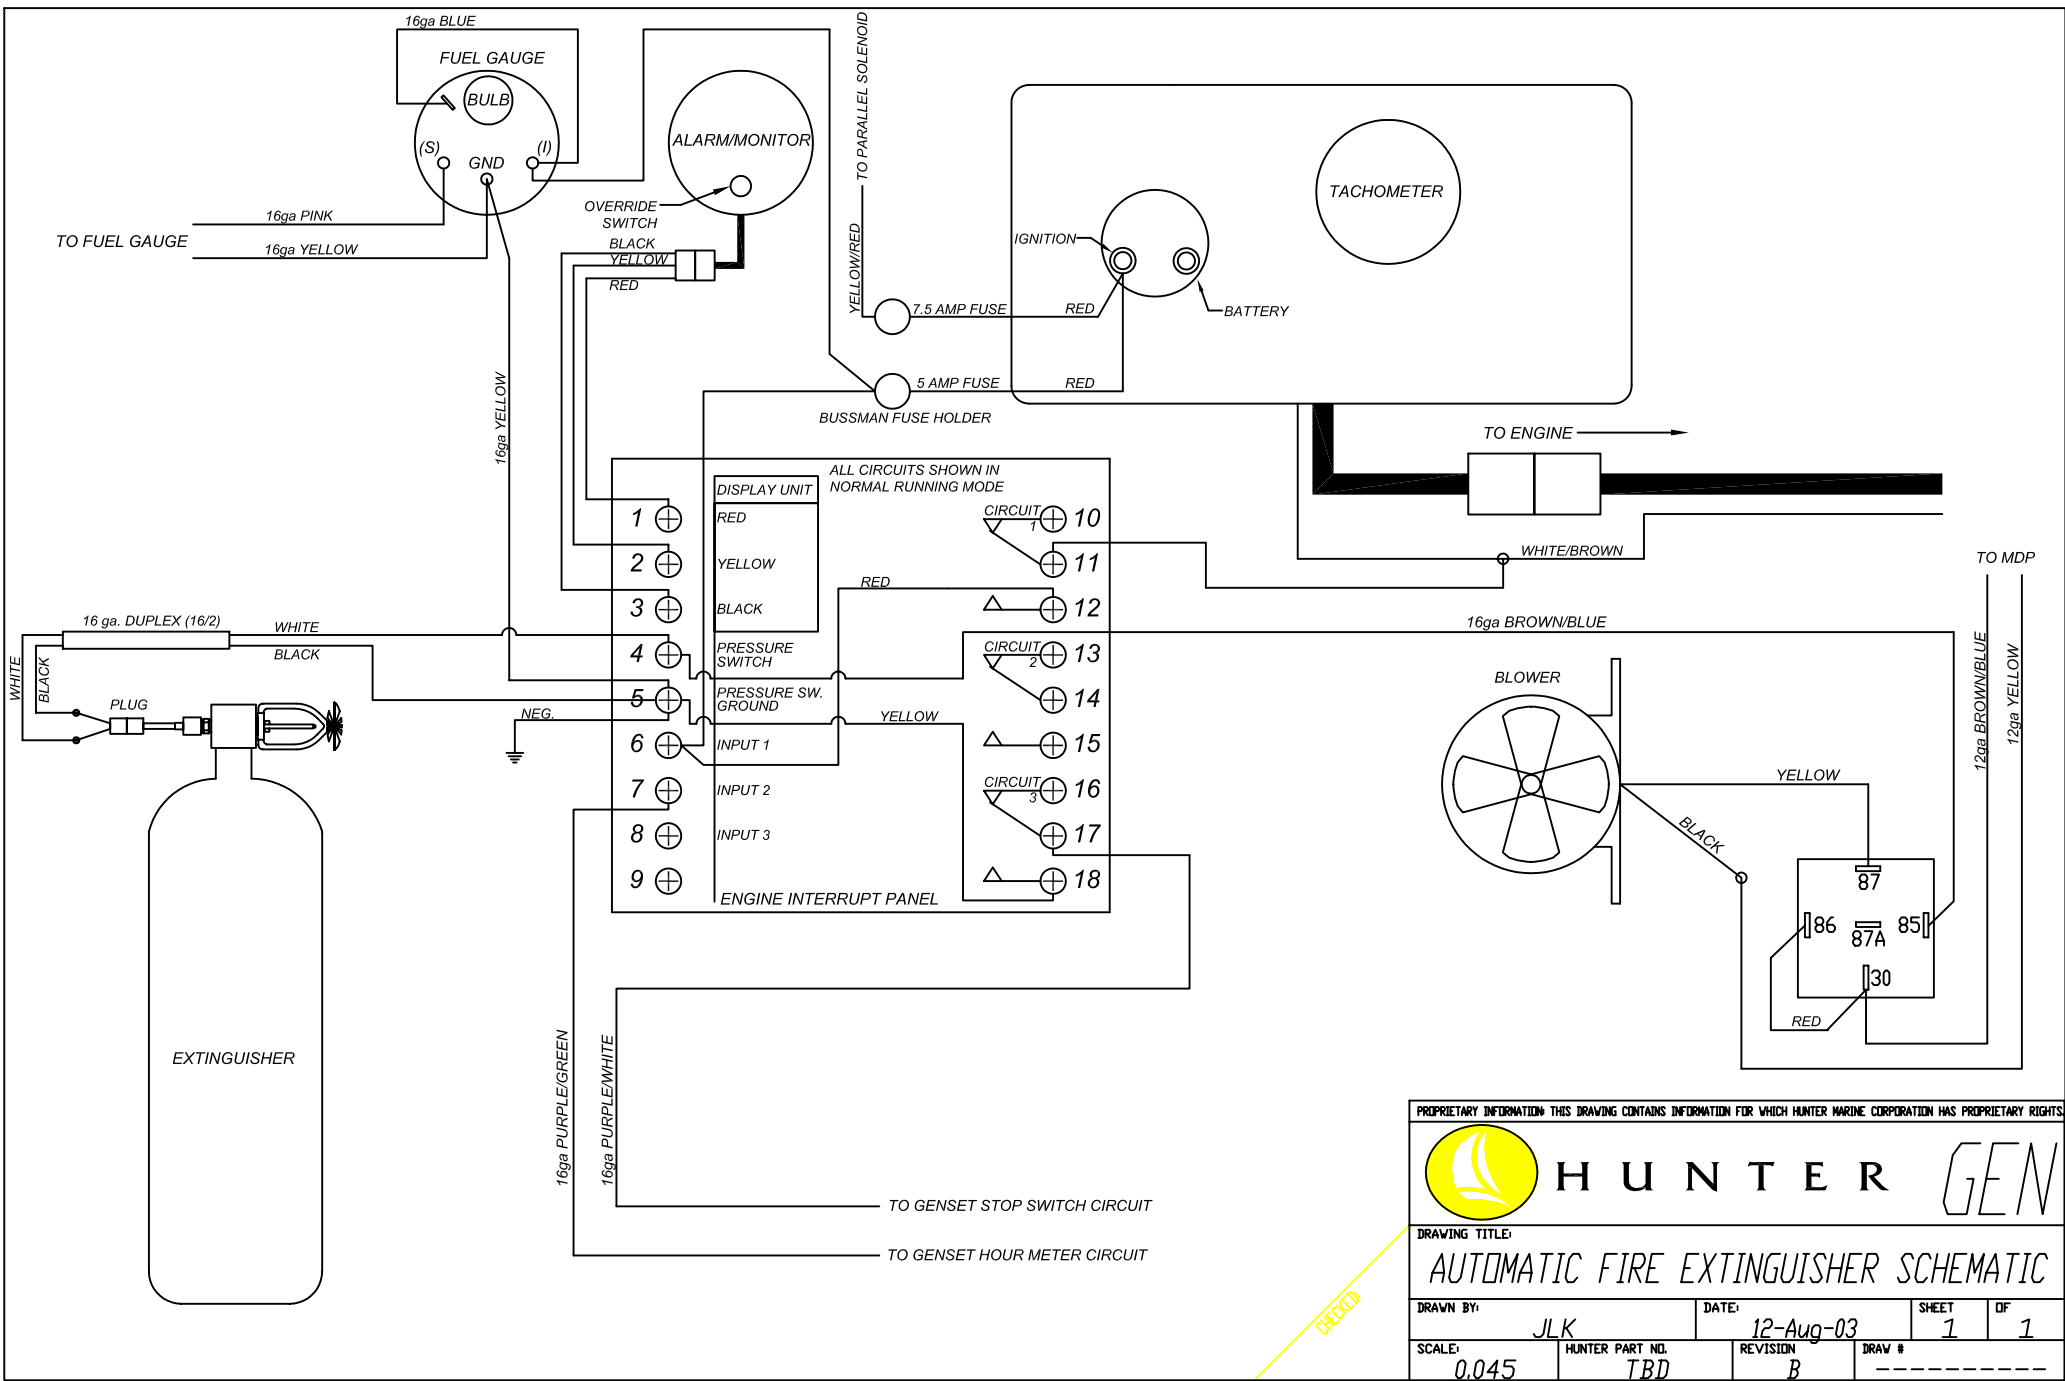 16ga BLUE
FUEL GAUGE
BULB
(S)
GND
(I)
16ga PINK
TO FUEL GAUGE
16ga YELLOW
16ga YELLOW
ALARM/MONITOR
OVERRIDE
SWITCH
BLACK
YELLOW
RED
TO PARALLEL SOLENOID
YELLOW/RED
7.5 AMP FUSE
RED
5 AMP FUSE
RED
BUSSMAN FUSE HOLDER
IGNITION
BATTERY
TACHOMETER
TO ENGINE
WHITE/BROWN
ALL CIRCUITS SHOWN IN
NORMAL RUNNING MODE
DISPLAY UNIT
1 RED
2 YELLOW
3 BLACK
4 PRESSURE
SWITCH
5 PRESSURE SW.
GROUND
6 INPUT 1
7 INPUT 2
8 INPUT 3
9
ENGINE INTERRUPT PANEL
CIRCUIT
1
10
11
12
CIRCUIT
2
13
14
15
CIRCUIT
3
16
17
18
RED
YELLOW
NEG.
16 ga. DUPLEX (16/2)
WHITE
BLACK
WHITE
BLACK
PLUG
EXTINGUISHER
16ga PURPLE/GREEN
16ga PURPLE/WHITE
TO GENSET STOP SWITCH CIRCUIT
TO GENSET HOUR METER CIRCUIT
16ga BROWN/BLUE
TO MDP
12ga BROWN/BLUE
12ga YELLOW
BLOWER
YELLOW
BLACK
87
86
87A
85
30
RED
CHECKED:
PROPRIETARY INFORMATION: THIS DRAWING CONTAINS INFORMATION FOR WHICH HUNTER MARINE CORPORATION HAS PROPRIETARY RIGHTS.
HUNTER
GEN
DRAWING TITLE:
AUTOMATIC FIRE EXTINGUISHER SCHEMATIC
DRAWN BY:
JLK
DATE:
12-Aug-03
SHEET
1
OF
1
SCALE:
0.045
HUNTER PART NO.
TBD
REVISION
B
DRAW #
----------